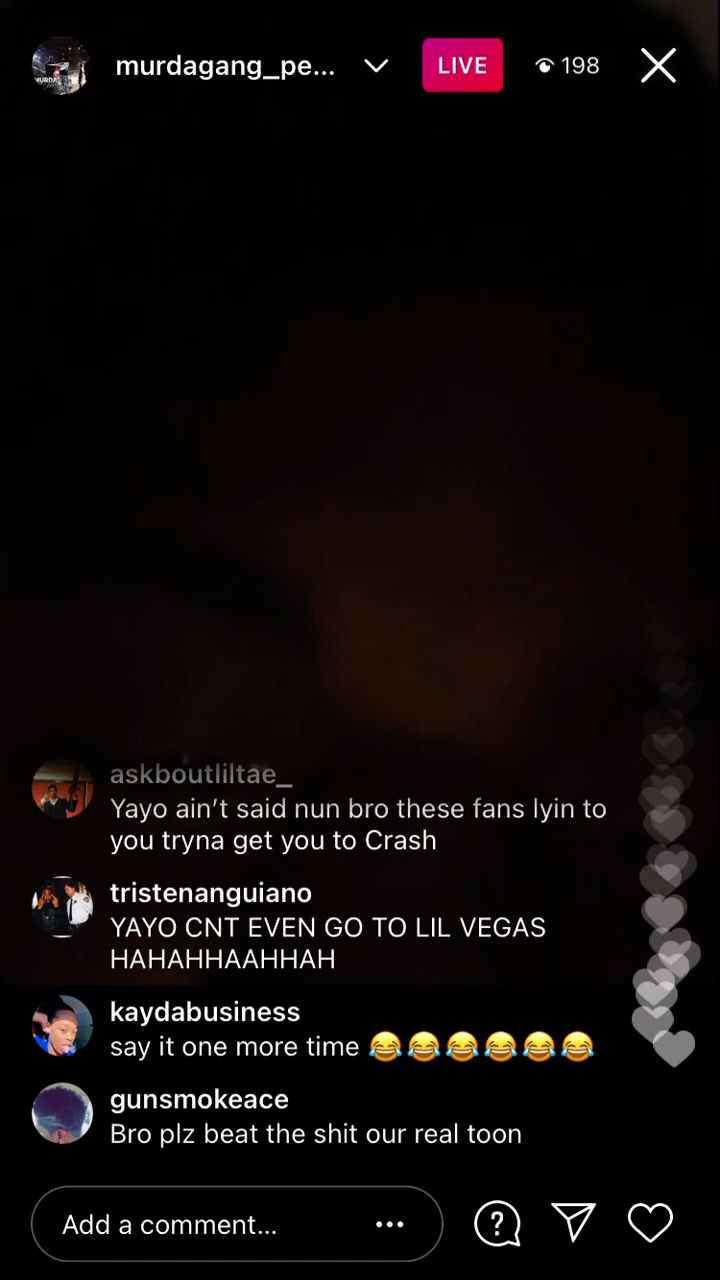 murdagang_pe...
LIVE
198
askboutliltae_
Yayo ain’t said nun bro these fans lyin to
you tryna get you to Crash
tristenanguiano
YAYO CNT EVEN GO TO LIL VEGAS
HAHAHHAAHHAH
kaydabusiness
say it one more time 😂😂😂😂😂😂
gunsmokeace
Bro plz beat the shit our real toon
Add a comment...